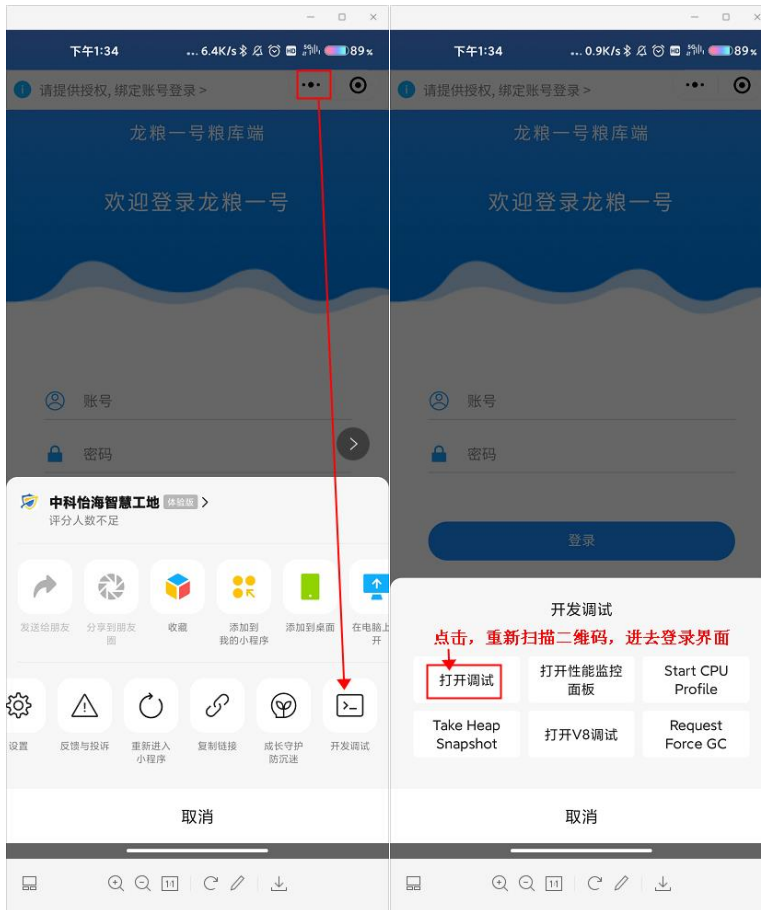 下午1:34
... 6.4K/s
89%
请提供授权, 绑定账号登录 >
龙粮一号粮库端
欢迎登录龙粮一号
账号
密码
中科怡海智慧工地 体验版 >
评分人数不足
发送给朋友
分享到朋友圈
收藏
添加到
我的小程序
添加到桌面
在电脑上
开
设置
反馈与投诉
重新进入
小程序
复制链接
成长守护
防沉迷
开发调试
取消
1:1
下午1:34
... 0.9K/s
89%
请提供授权, 绑定账号登录 >
龙粮一号粮库端
欢迎登录龙粮一号
账号
密码
登录
开发调试
点击，重新扫描二维码，进去登录界面
打开调试
打开性能监控
面板
Start CPU
Profile
Take Heap
Snapshot
打开V8调试
Request
Force GC
取消
1:1